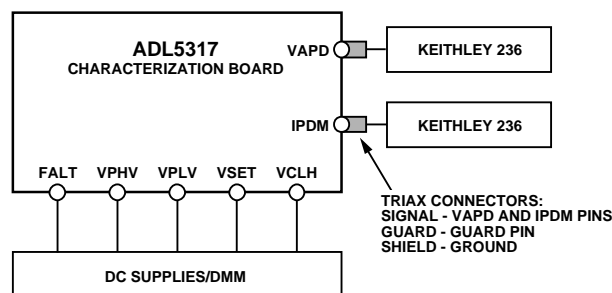 ADL5317
CHARACTERIZATION BOARD
VAPD
KEITHLEY 236
IPDM
KEITHLEY 236
FALT VPHV VPLV VSET VCLH
TRIAX CONNECTORS:
SIGNAL - VAPD AND IPDM PINS
GUARD - GUARD PIN
SHIELD - GROUND
DC SUPPLIES/DMM